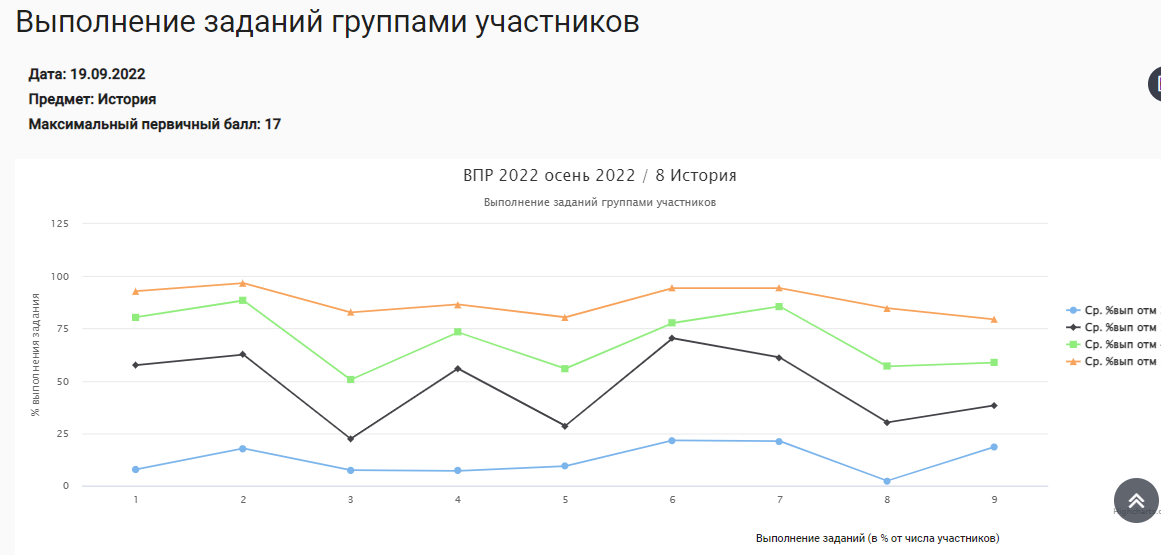 Выполнение заданий группами участников
Дата: 19.09.2022
Предмет: История
Максимальный первичный балл: 17
ВПР 2022 осень 2022 / 8 История
Выполнение заданий группами участников
125
100
75
50
25
0
% выполнения задания
1 2 3 4 5 6 7 8 9
Ср. %вып отм
Ср. %вып отм
Ср. %вып отм
Ср. %вып отм
Выполнение заданий (в % от числа участников)